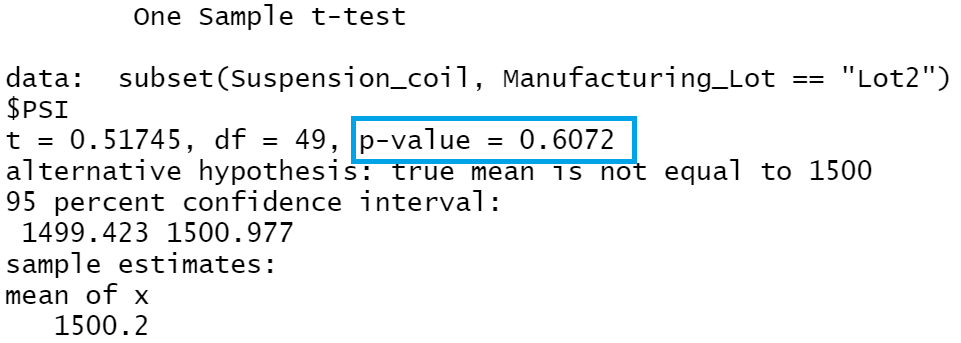 One Sample t-test
data:  subset(Suspension_coil, Manufacturing_Lot == "Lot2")
$PSI
t = 0.51745, df = 49, p-value = 0.6072
alternative hypothesis: true mean is not equal to 1500
95 percent confidence interval:
1499.423 1500.977
sample estimates:
mean of x
1500.2